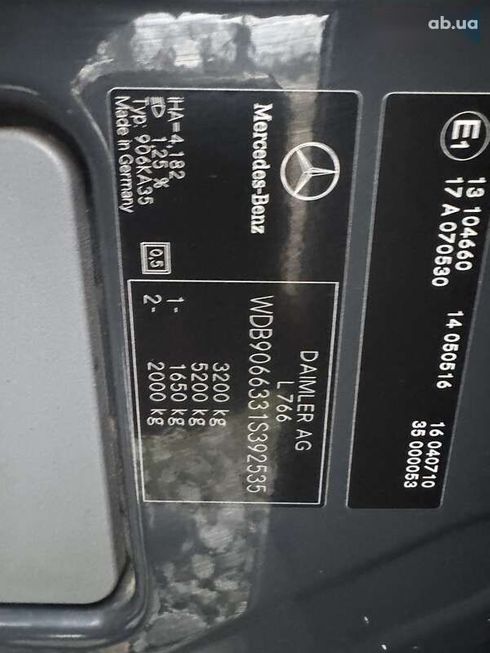 ab.ua
Mercedes-Benz
iHA=4,182
1,25 %
Typ: 906KA35
Made in Germany
0,5
DAIMLER AG
L 766
WDB9066331S392535
3200 kg
5200 kg
1- 1650 kg
2- 2000 kg
E1
13 104660
17 A 070530
14 050516
16 040710
35 000053